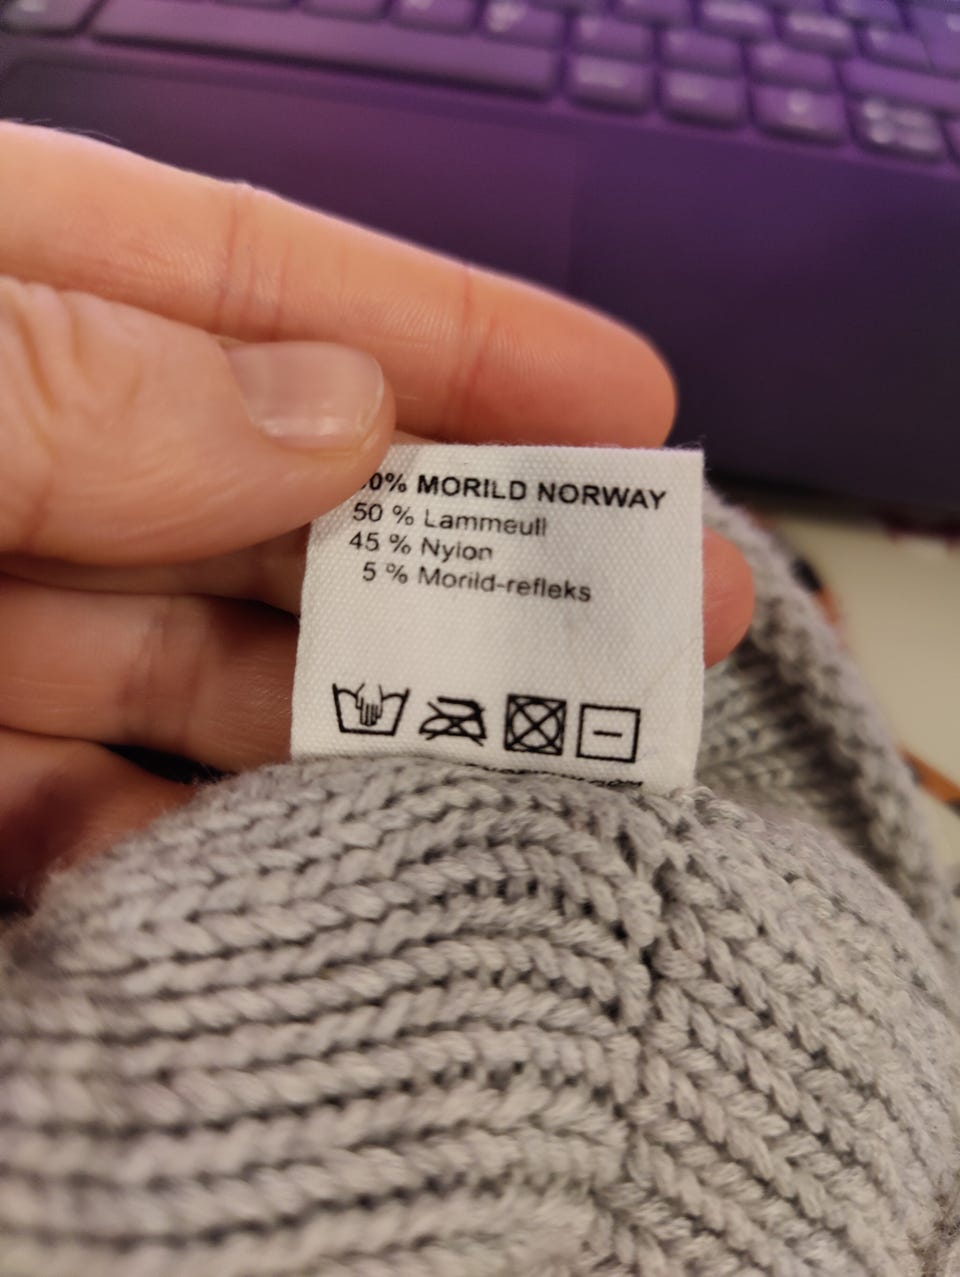 0% MORILD NORWAY
50 % Lammeull
45 % Nylon
5 % Morild-refleks